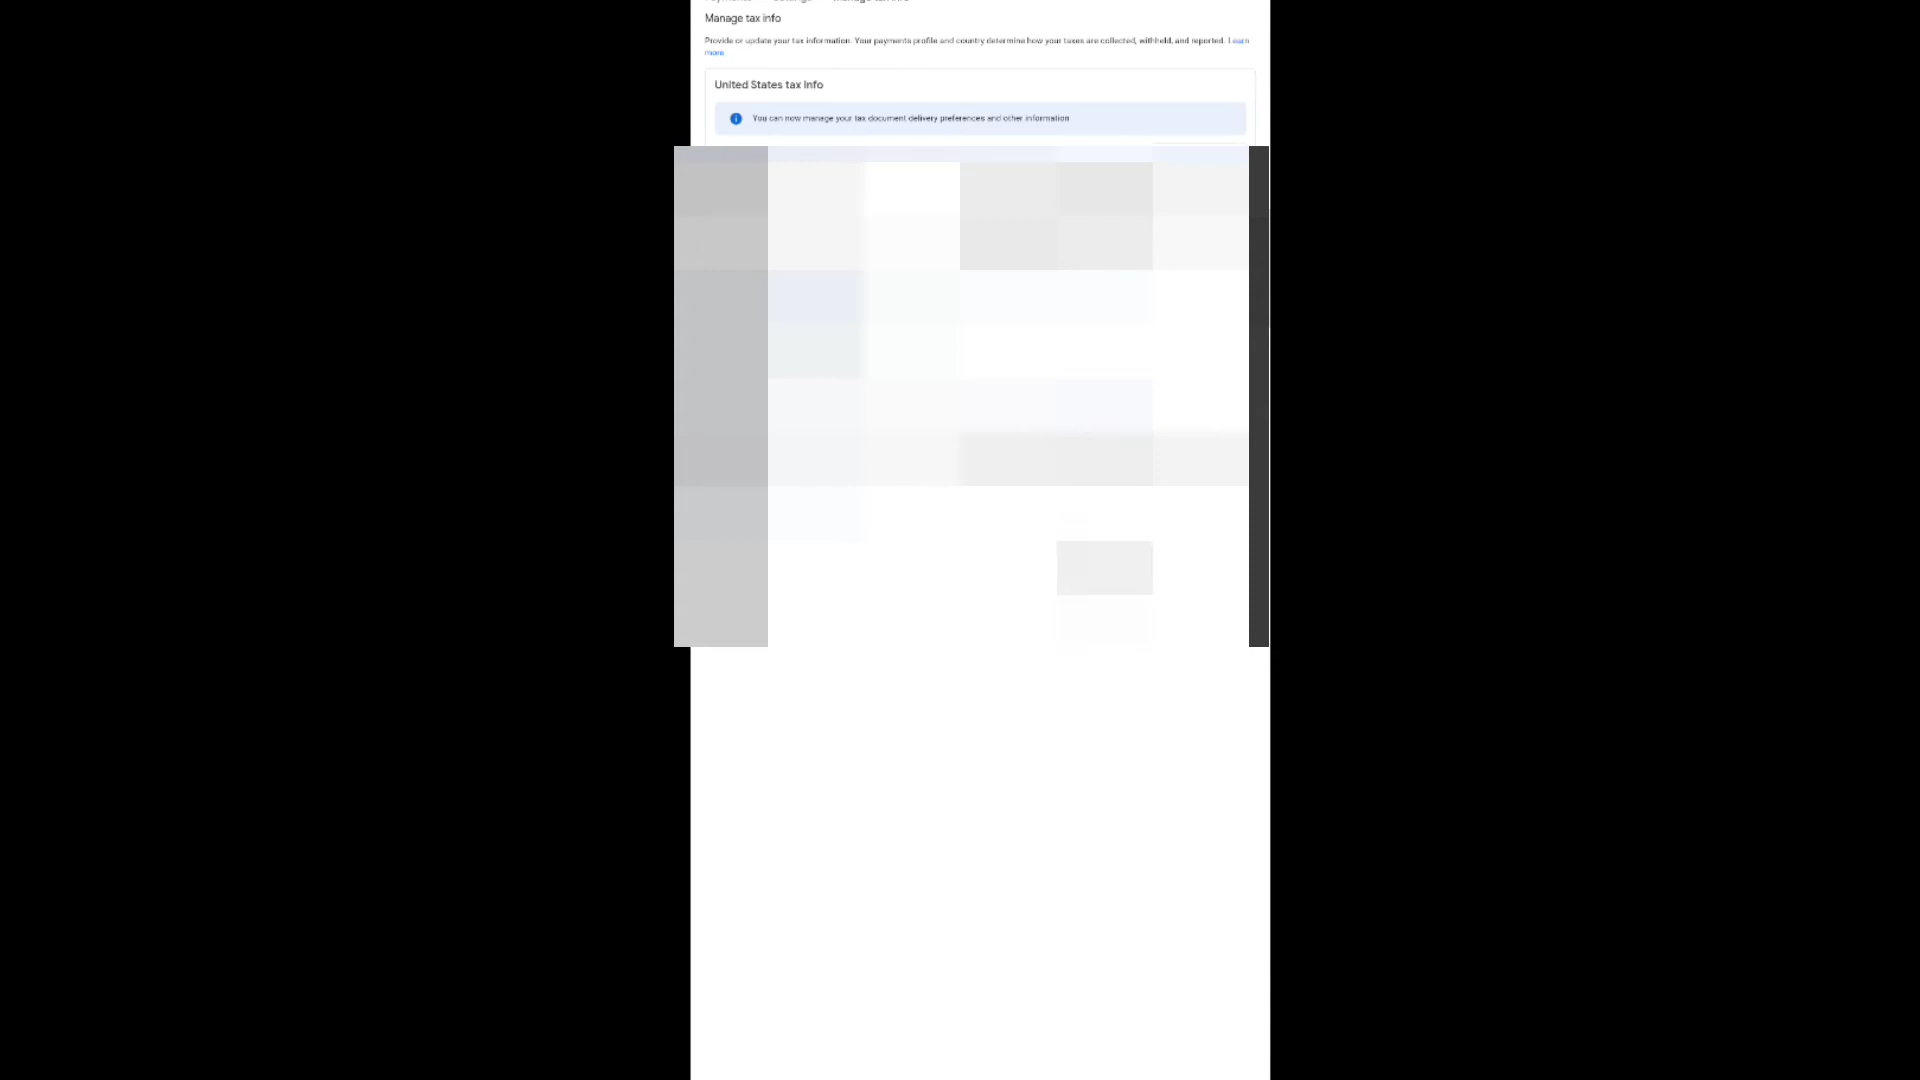 Manage tax info
Provide or update your tax information. Your payments profile and country determine how your taxes are collected, withheld, and reported. Learn
more
United States tax info
You can now manage your tax document delivery preferences and other information